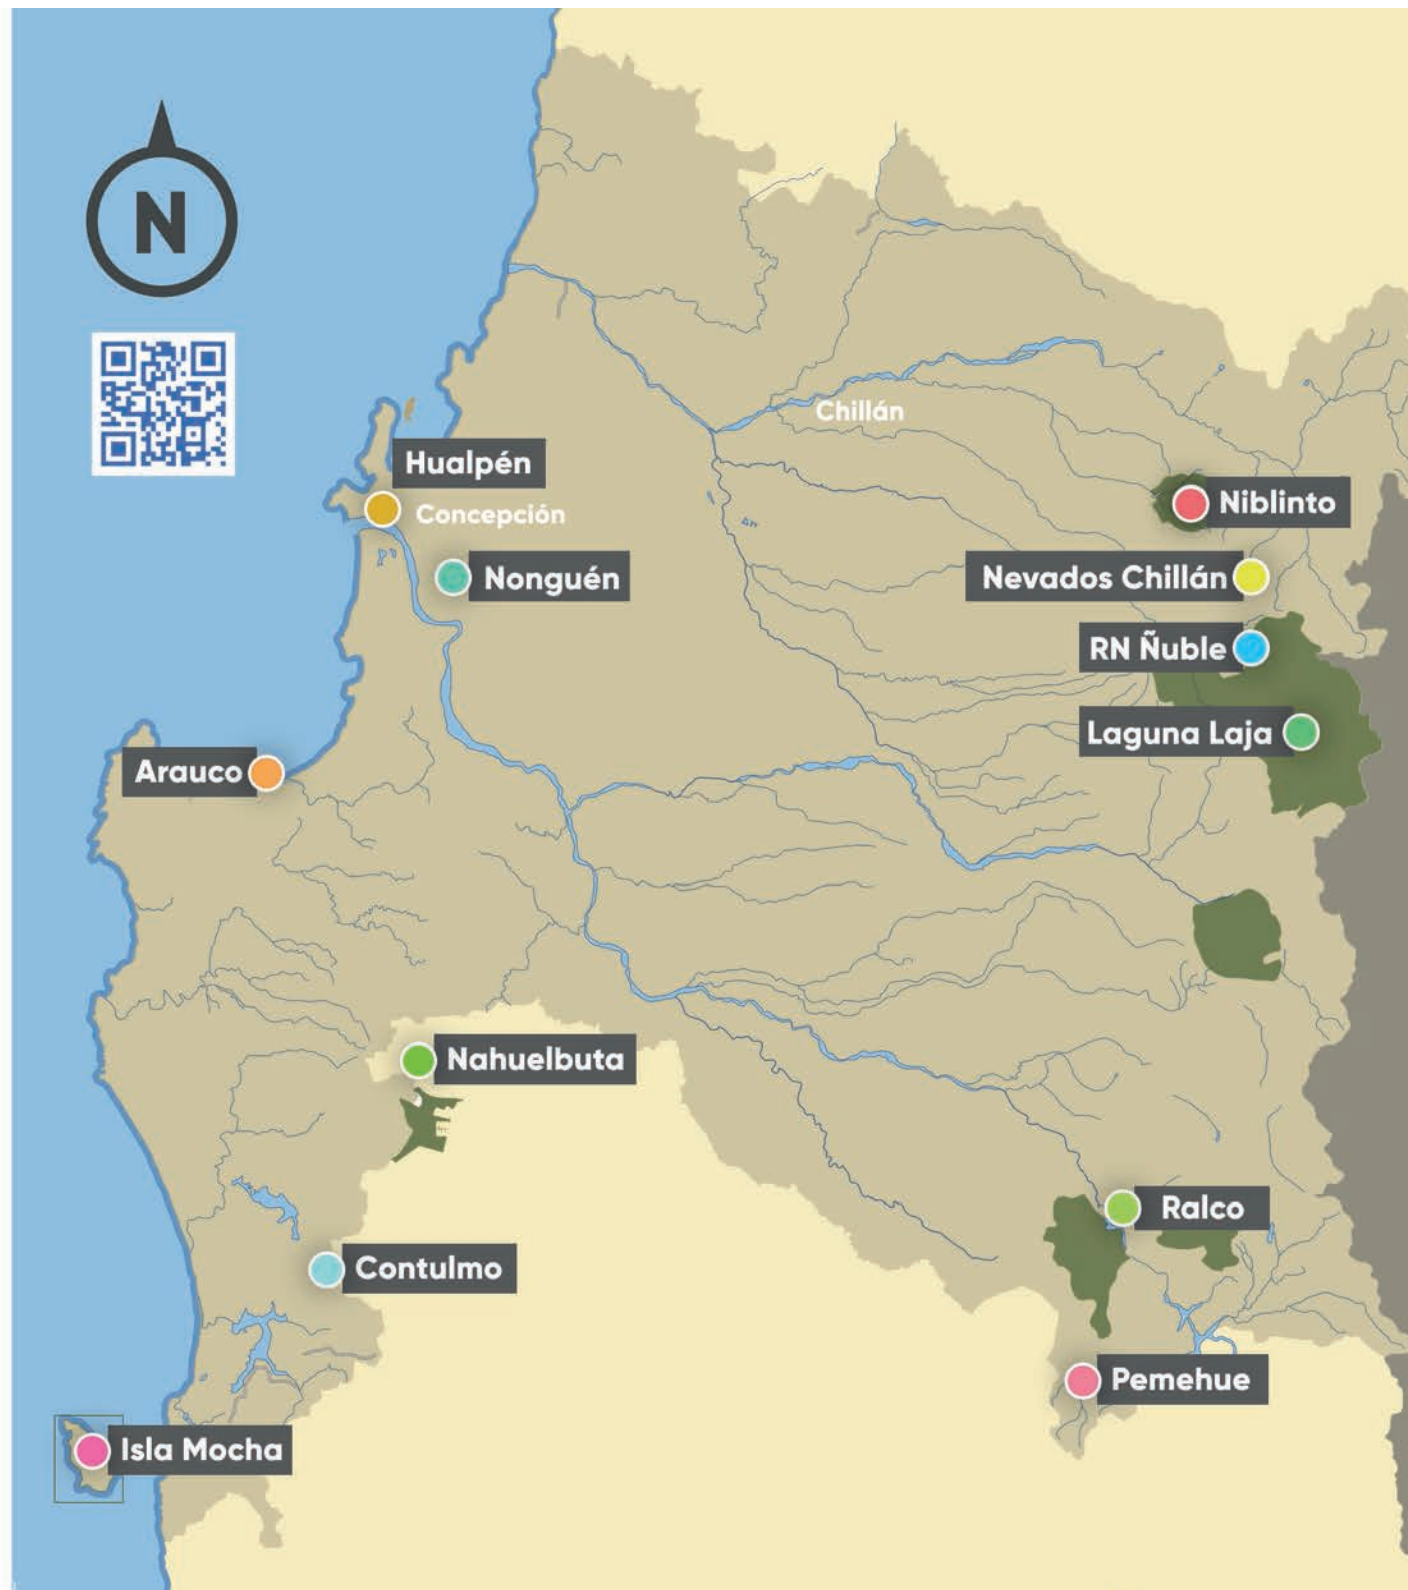 N
Chillán
Hualpén
Niblinto
Concepción
Nonguén
Nevados Chillán
RN Ñuble
Laguna Laja
Arauco
Nahuelbuta
Ralco
Contulmo
Pemehue
Isla Mocha